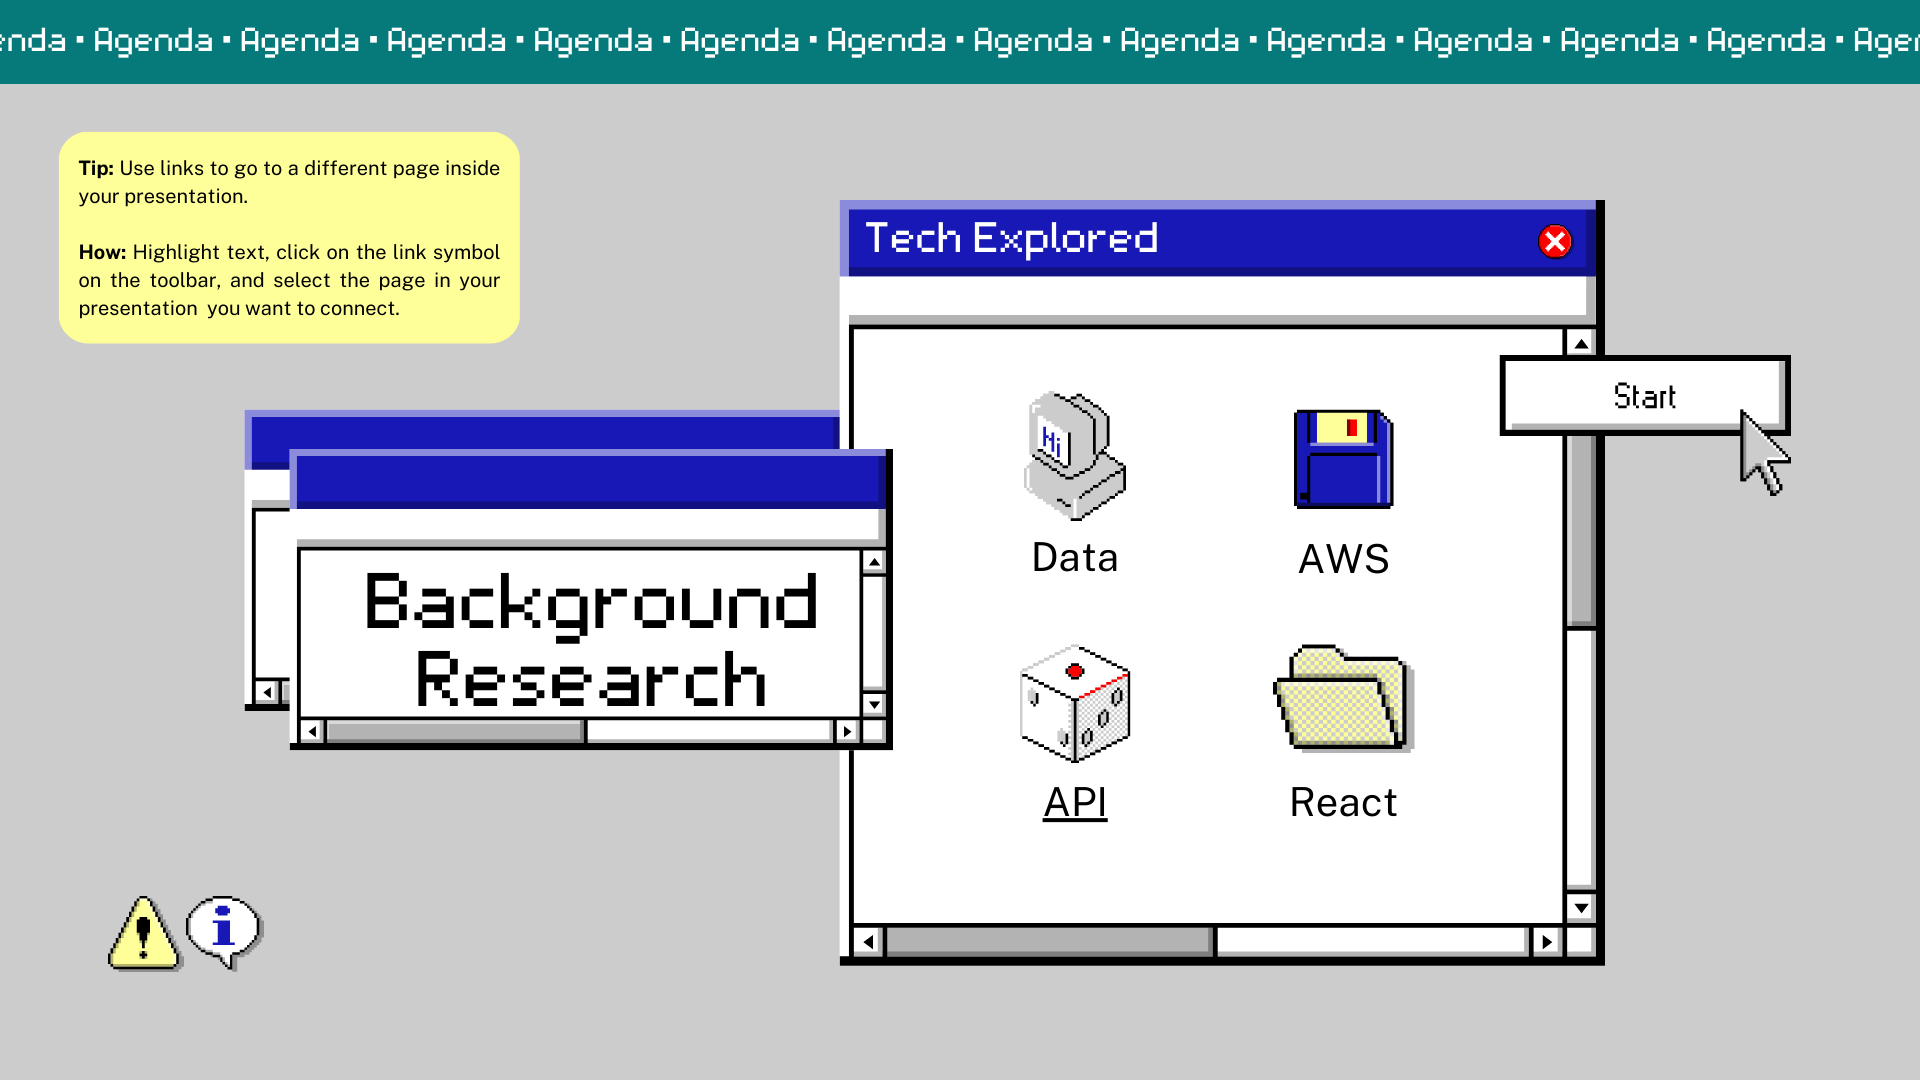 Agenda · Agenda · Agenda · Agenda · Agenda · Agenda · Agenda · Agenda · Agenda · Agenda · Agenda · Agenda ·
Tip: Use links to go to a different page inside
your presentation.
How: Highlight text, click on the link symbol
on the toolbar, and select the page in your
presentation you want to connect.
Tech Explored
Start
Hi
Data
AWS
Background
Research
API
React